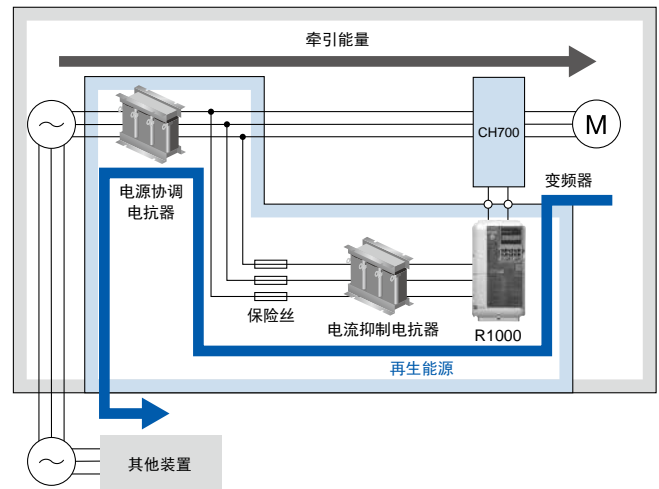 牵引能量
CH700
M
电源协调
电抗器
变频器
保险丝
电流抑制电抗器
R1000
再生能源
其他装置